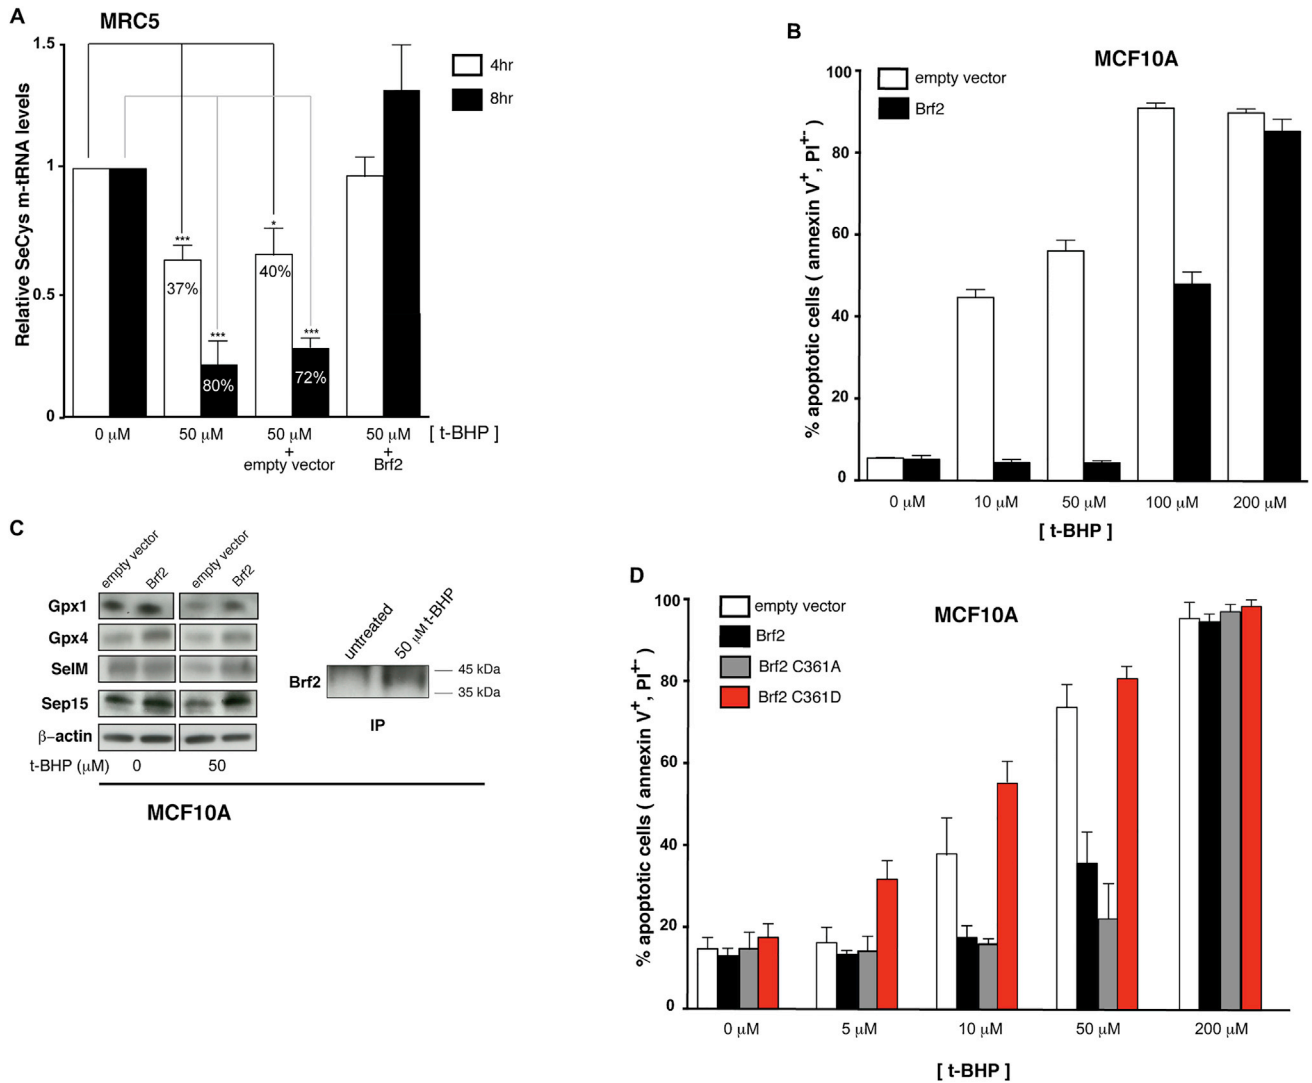 A
MRC5
Relative SeCys m-tRNA levels
1.5
1
0.5
0
4hr
8hr
***
37%
***
80%
*
40%
***
72%
0 μM
50 μM
50 μM
+
empty vector
50 μM
+
Brf2
[ t-BHP ]
B
MCF10A
empty vector
Brf2
% apoptotic cells ( annexin V+, PI+- )
100
80
60
40
20
0
0 μM
10 μM
50 μM
100 μM
200 μM
[ t-BHP ]
C
empty vector
Brf2
empty vector
Brf2
Gpx1
Gpx4
SelM
Sep15
β-actin
t-BHP (μM)
0
50
untreated
50 μM t-BHP
Brf2
45 kDa
35 kDa
IP
MCF10A
D
MCF10A
empty vector
Brf2
Brf2 C361A
Brf2 C361D
% apoptotic cells ( annexin V+, PI+- )
100
80
60
40
20
0
0 μM
5 μM
10 μM
50 μM
200 μM
[ t-BHP ]